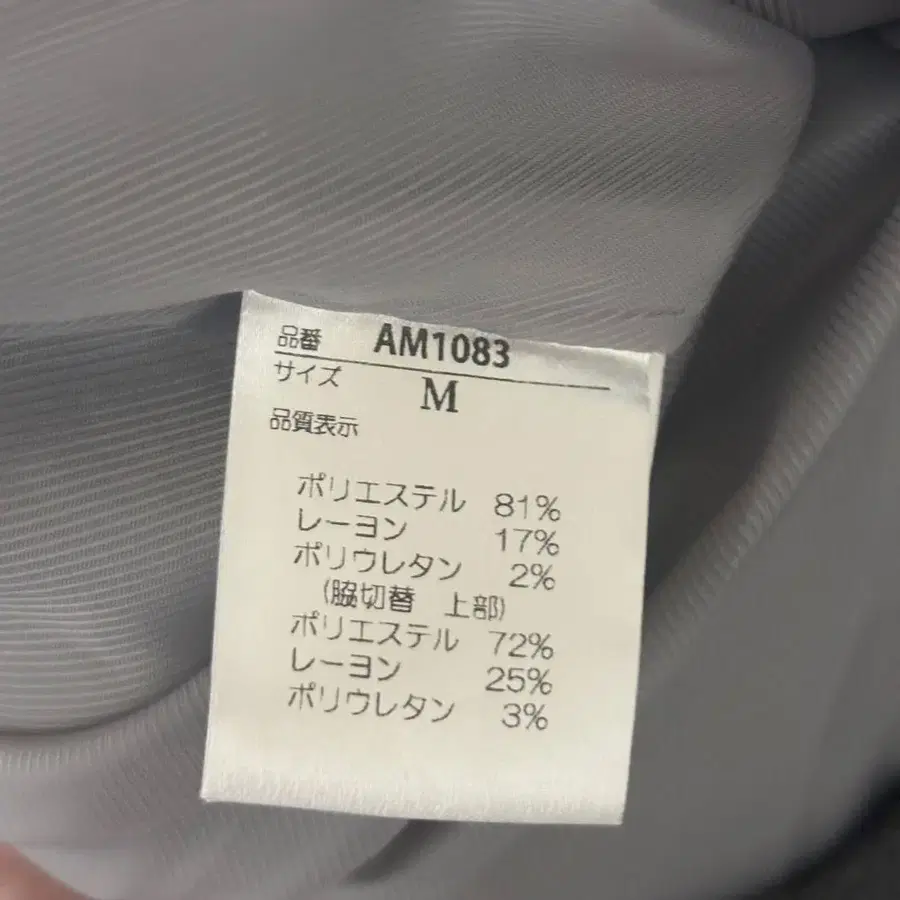 品番 AM1083
サイズ M
品質表示
ポリエステル 81%
レーヨン 17%
ポリウレタン 2%
(脇切替 上部)
ポリエステル 72%
レーヨン 25%
ポリウレタン 3%